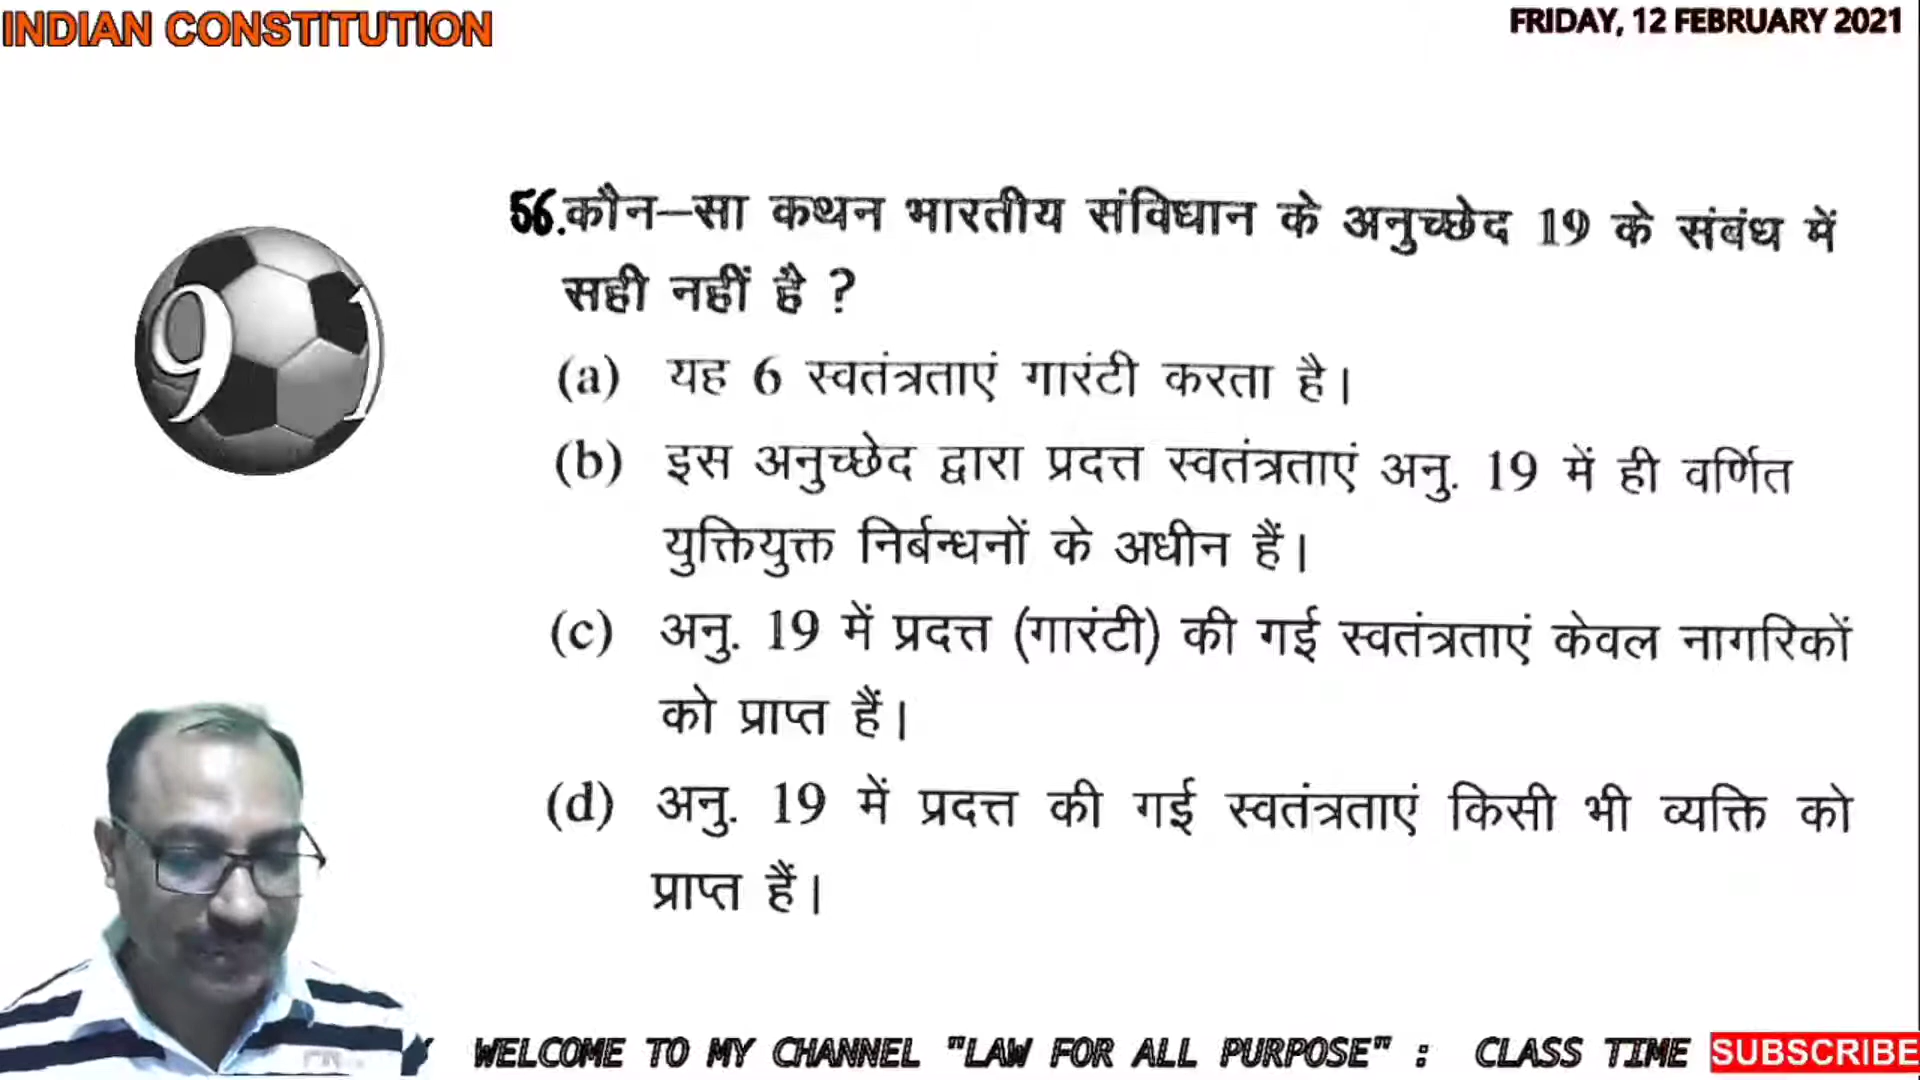 INDIAN CONSTITUTION
FRIDAY, 12 FEBRUARY 2021
56.कौन–सा कथन भारतीय संविधान के अनुच्छेद 19 के संबंध में
सही नहीं है ?
9 1
(a) यह 6 स्वतंत्रताएं गारंटी करता है।
(b) इस अनुच्छेद द्वारा प्रदत्त स्वतंत्रताएं अनु. 19 में ही वर्णित
युक्तियुक्त निर्बन्धनों के अधीन हैं।
(c) अनु. 19 में प्रदत्त (गारंटी) की गई स्वतंत्रताएं केवल नागरिकों
को प्राप्त हैं।
(d) अनु. 19 में प्रदत्त की गई स्वतंत्रताएं किसी भी व्यक्ति को
प्राप्त हैं।
WELCOME TO MY CHANNEL "LAW FOR ALL PURPOSE" : CLASS TIME
SUBSCRIBE